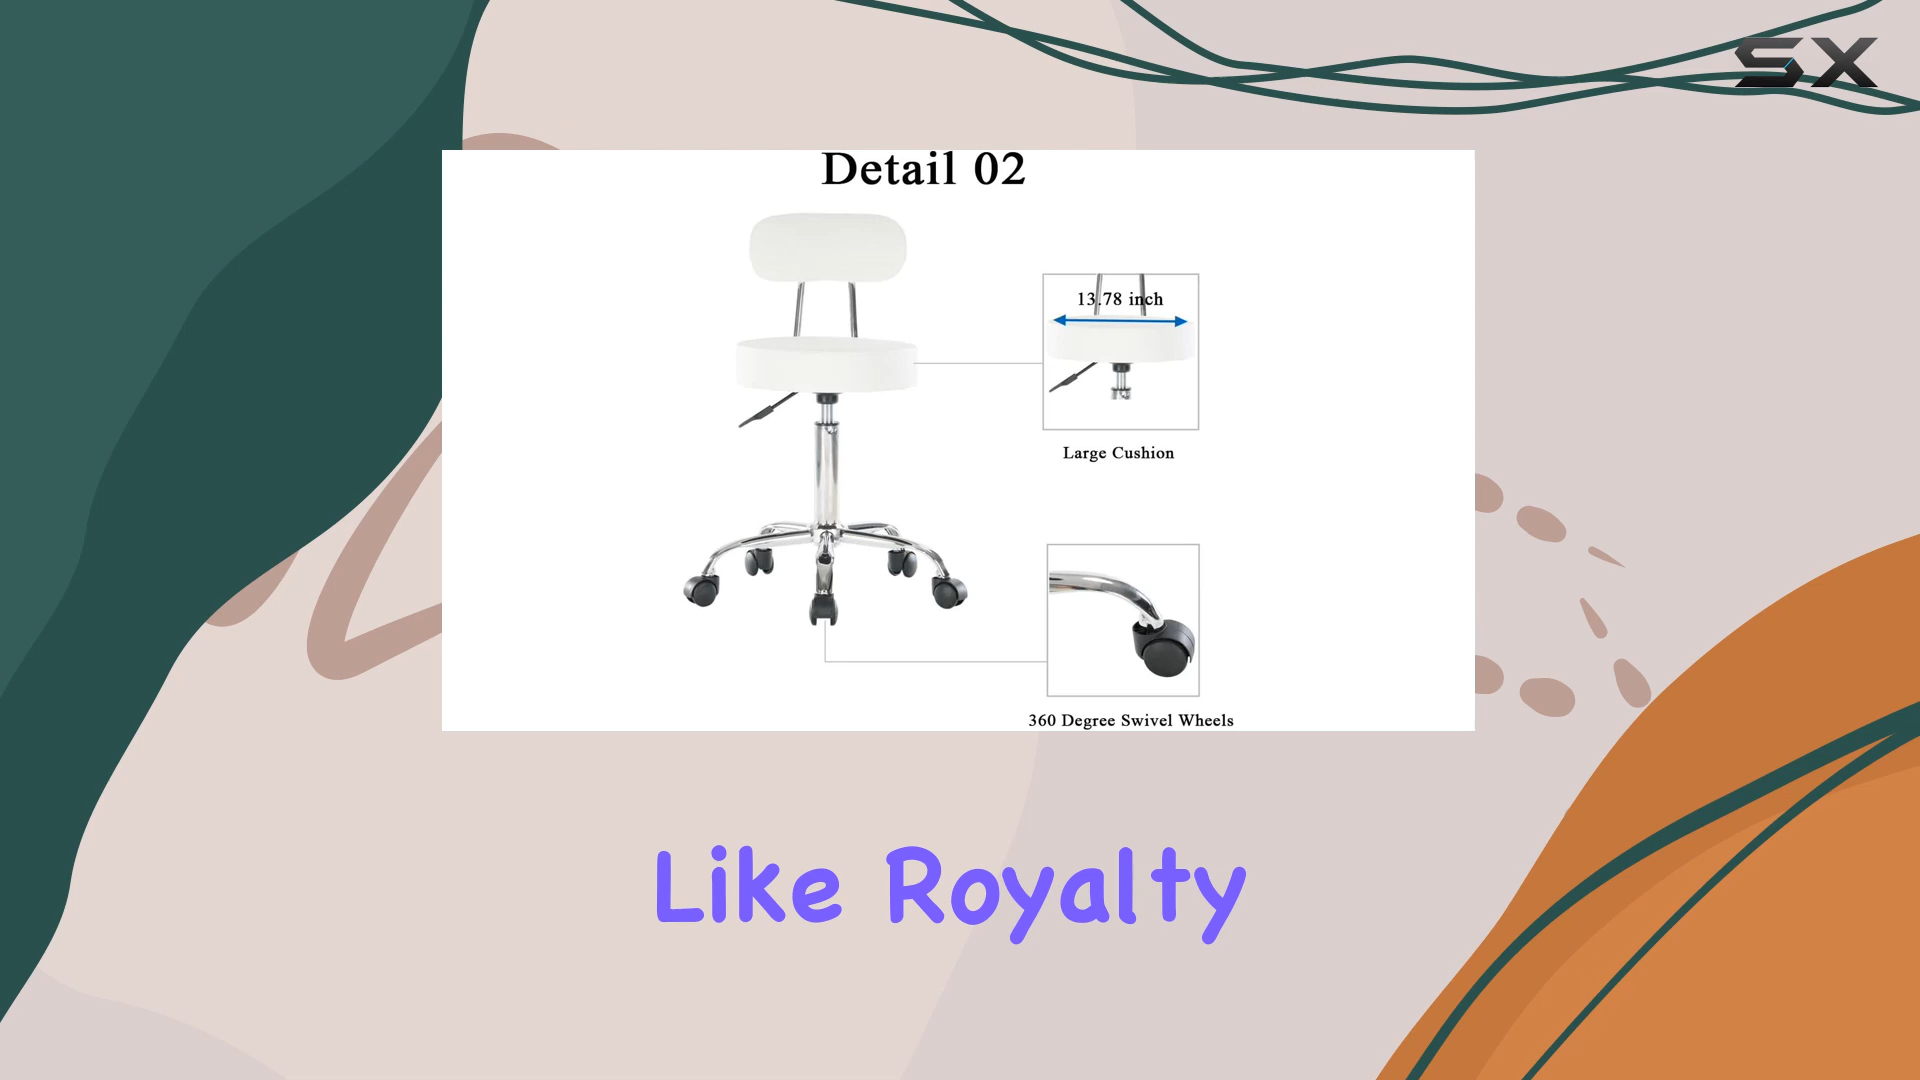 SX
Detail 02
13.78 inch
Large Cushion
360 Degree Swivel Wheels
Like Royalty